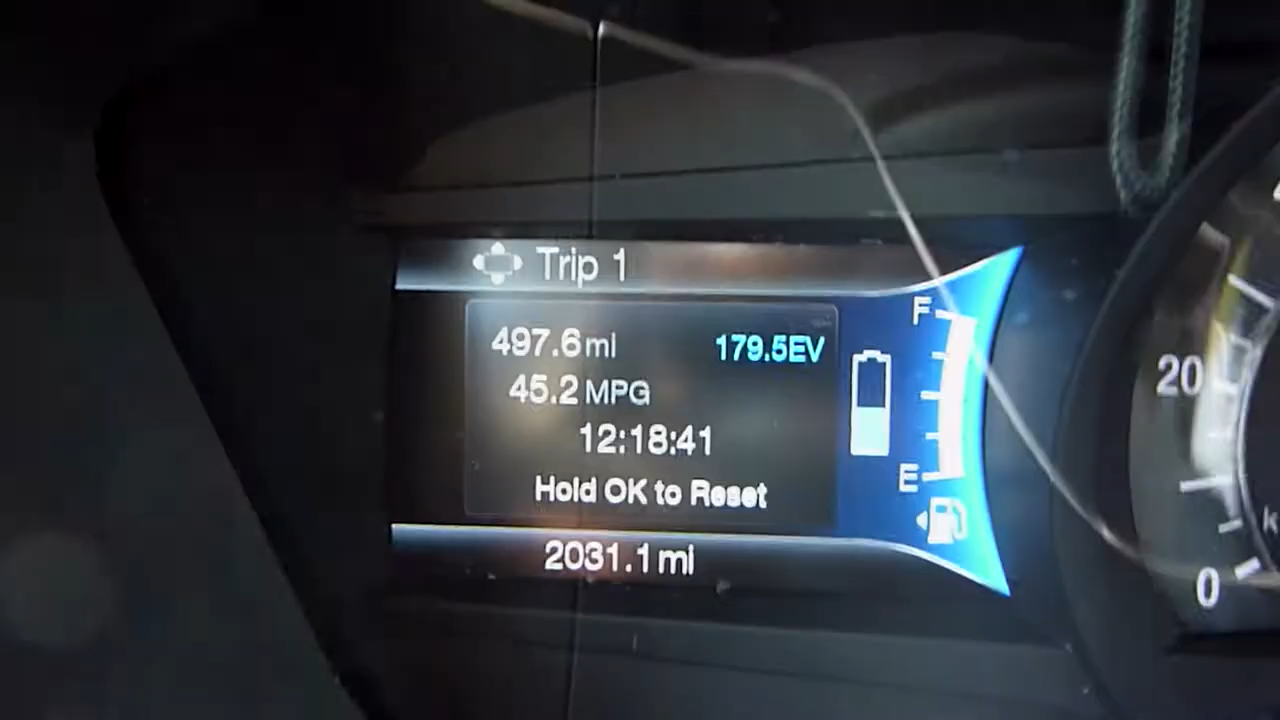 Trip 1
497.6 mi 179.5EV
45.2 MPG
12:18:41
Hold OK to Reset
2031.1 mi
F
E
20
0